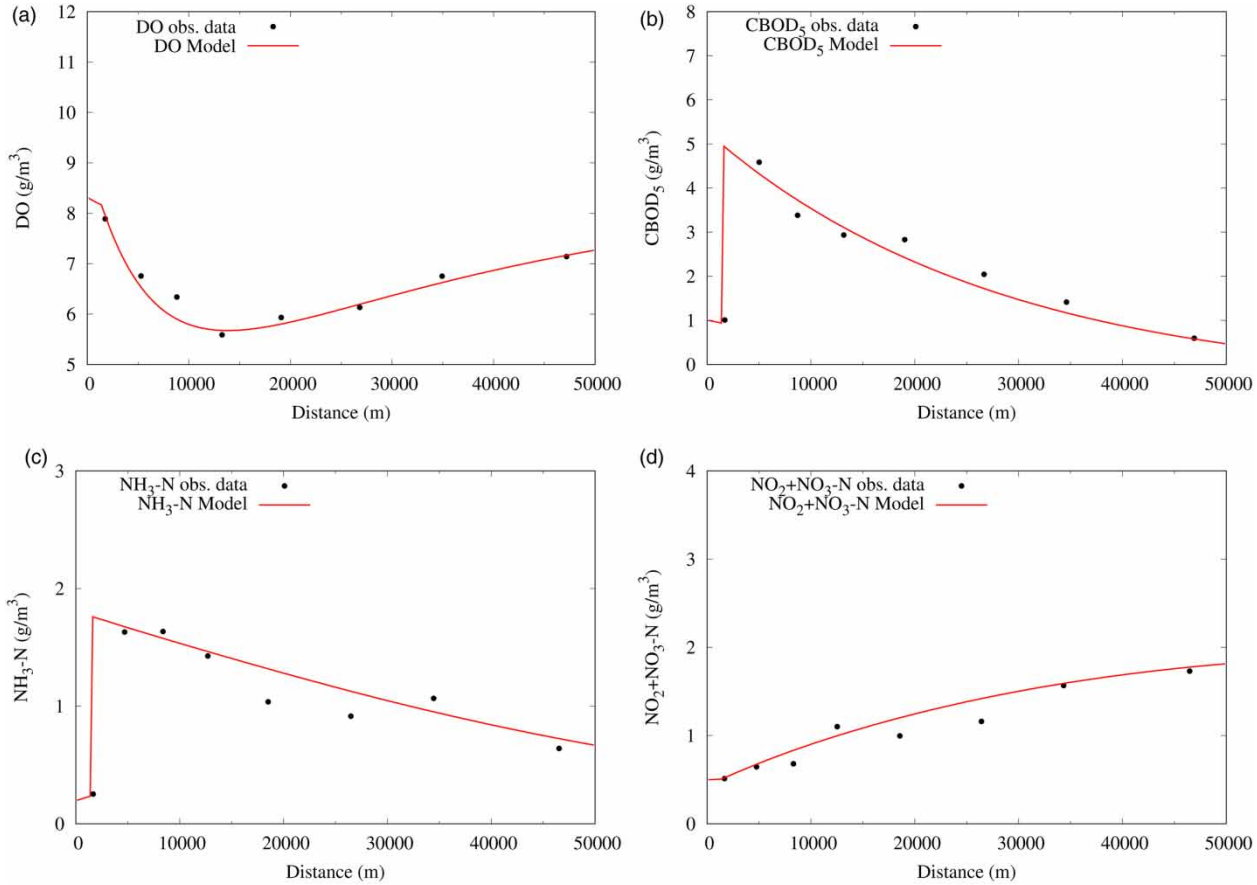 (a)
12
11
10
9
8
7
6
5
DO (g/m³)
DO obs. data
DO Model
0 10000 20000 30000 40000 50000
Distance (m)
(b)
8
7
6
5
4
3
2
1
0
CBOD₅ (g/m³)
CBOD₅ obs. data
CBOD₅ Model
0 10000 20000 30000 40000 50000
Distance (m)
(c)
3
2
1
0
NH₃-N (g/m³)
NH₃-N obs. data
NH₃-N Model
0 10000 20000 30000 40000 50000
Distance (m)
(d)
4
3
2
1
0
NO₂+NO₃-N (g/m³)
NO₂+NO₃-N obs. data
NO₂+NO₃-N Model
0 10000 20000 30000 40000 50000
Distance (m)